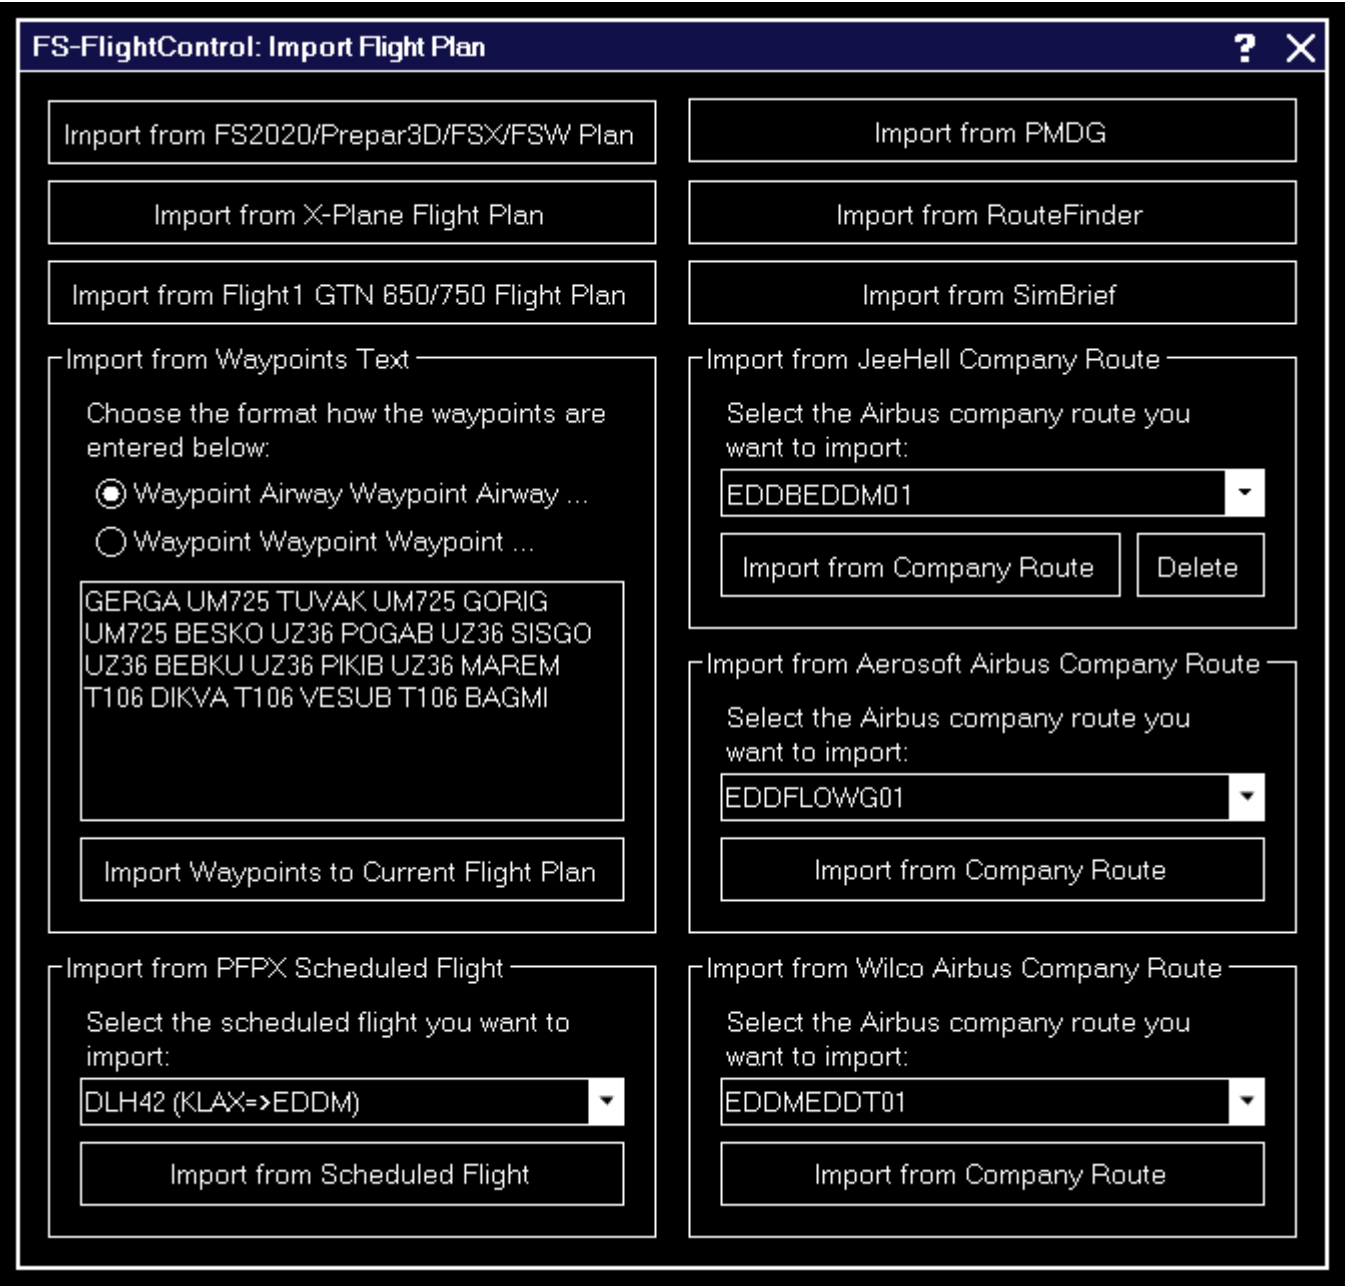 FS-FlightControl: Import Flight Plan ?
Import from FS2020/Prepar3D/FSX/FSW Plan
Import from X-Plane Flight Plan
Import from Flight1 GTN 650/750 Flight Plan
Import from Waypoints Text
Choose the format how the waypoints are
entered below:
Waypoint Airway Waypoint Airway ...
Waypoint Waypoint Waypoint ...
GERGA UM725 TUVAK UM725 GORIG
UM725 BESKO UZ36 POGAB UZ36 SISGO
UZ36 BEBKU UZ36 PIKIB UZ36 MAREM
T106 DIKVA T106 VESUB T106 BAGMI
Import Waypoints to Current Flight Plan
Import from PFPX Scheduled Flight
Select the scheduled flight you want to
import:
DLH42 (KLAX=>EDDM)
Import from Scheduled Flight
Import from PMDG
Import from RouteFinder
Import from SimBrief
Import from JeeHell Company Route
Select the Airbus company route you
want to import:
EDDBEDDM01
Import from Company Route
Delete
Import from Aerosoft Airbus Company Route
Select the Airbus company route you
want to import:
EDDFLOWG01
Import from Company Route
Import from Wilco Airbus Company Route
Select the Airbus company route you
want to import:
EDDMEDDT01
Import from Company Route